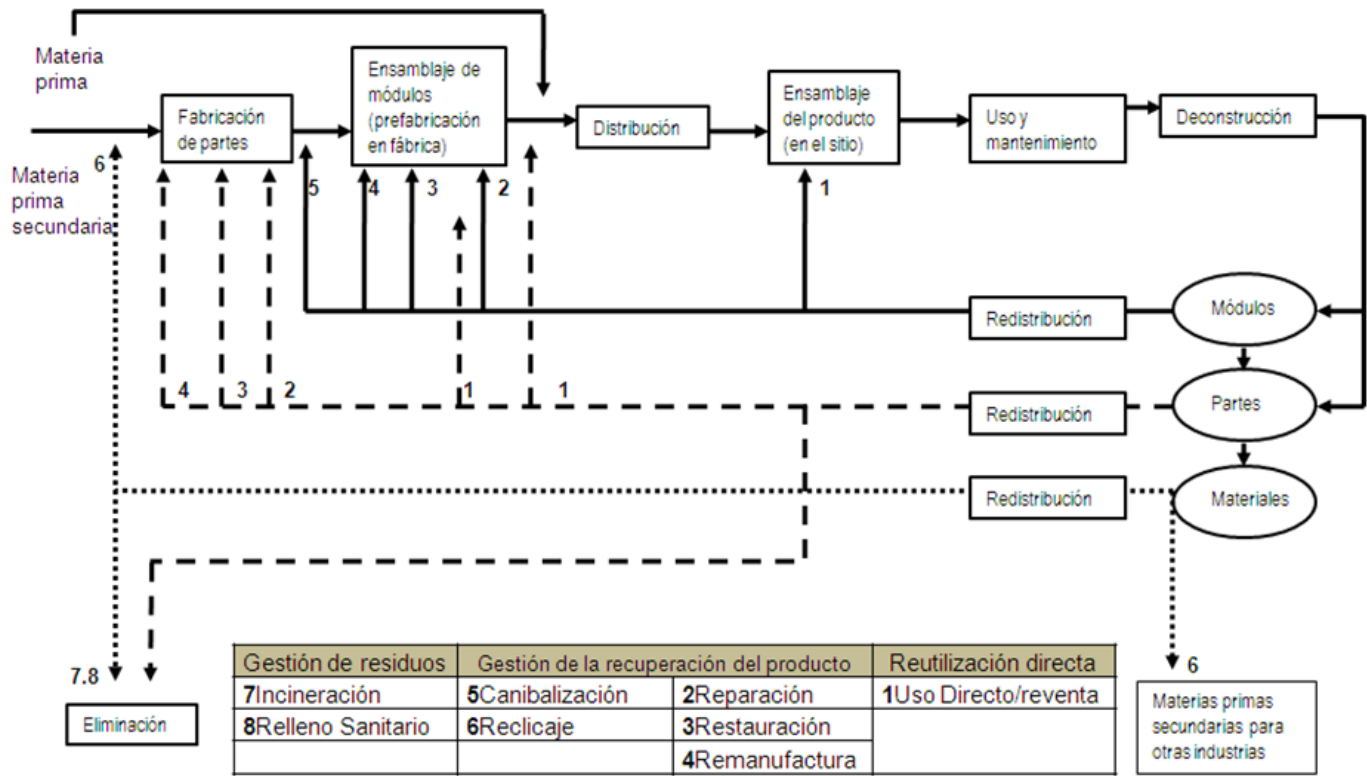 Materia
prima
Fabricación
de partes
Ensamblaje de
módulos
(prefabricación
en fábrica)
Distribución
Ensamblaje
del producto
(en el sitio)
Uso y
mantenimiento
Deconstrucción
6
Materia
prima
secundaria
5
4
3
2
1
Redistribución
Módulos
4
3
2
1
1
Redistribución
Partes
Redistribución
Materiales
7.8
Eliminación
Gestión de residuos
Gestión de la recuperación del producto
Reutilización directa
7Incineración
5Canibalización
2Reparación
1Uso Directo/reventa
8Relleno Sanitario
6Reclicaje
3Restauración
4Remanufactura
6
Materias primas
secundarias para
otras industrias